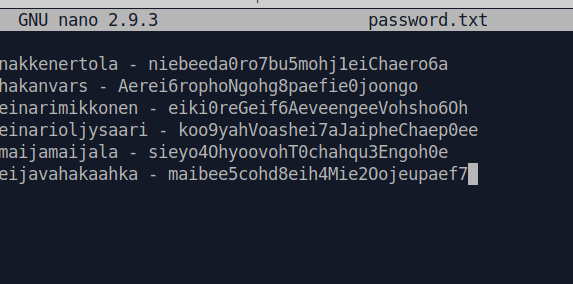 GNU nano 2.9.3 password.txt
nakkenertola - niebeeda0ro7bu5mohj1eiChaero6a
hakanvars - Aerei6rophoNgohg8paefie0joongo
einarimikkonen - eiki0reGeif6AeveengeeVohsho6Oh
einarioljysaari - koo9yahVoashei7aJaipheChaep0ee
maijamaijala - sieyo4OhyoovohT0chahqu3Engoh0e
eijavahakaahka - maibee5cohd8eih4Mie2Oojeupaef7